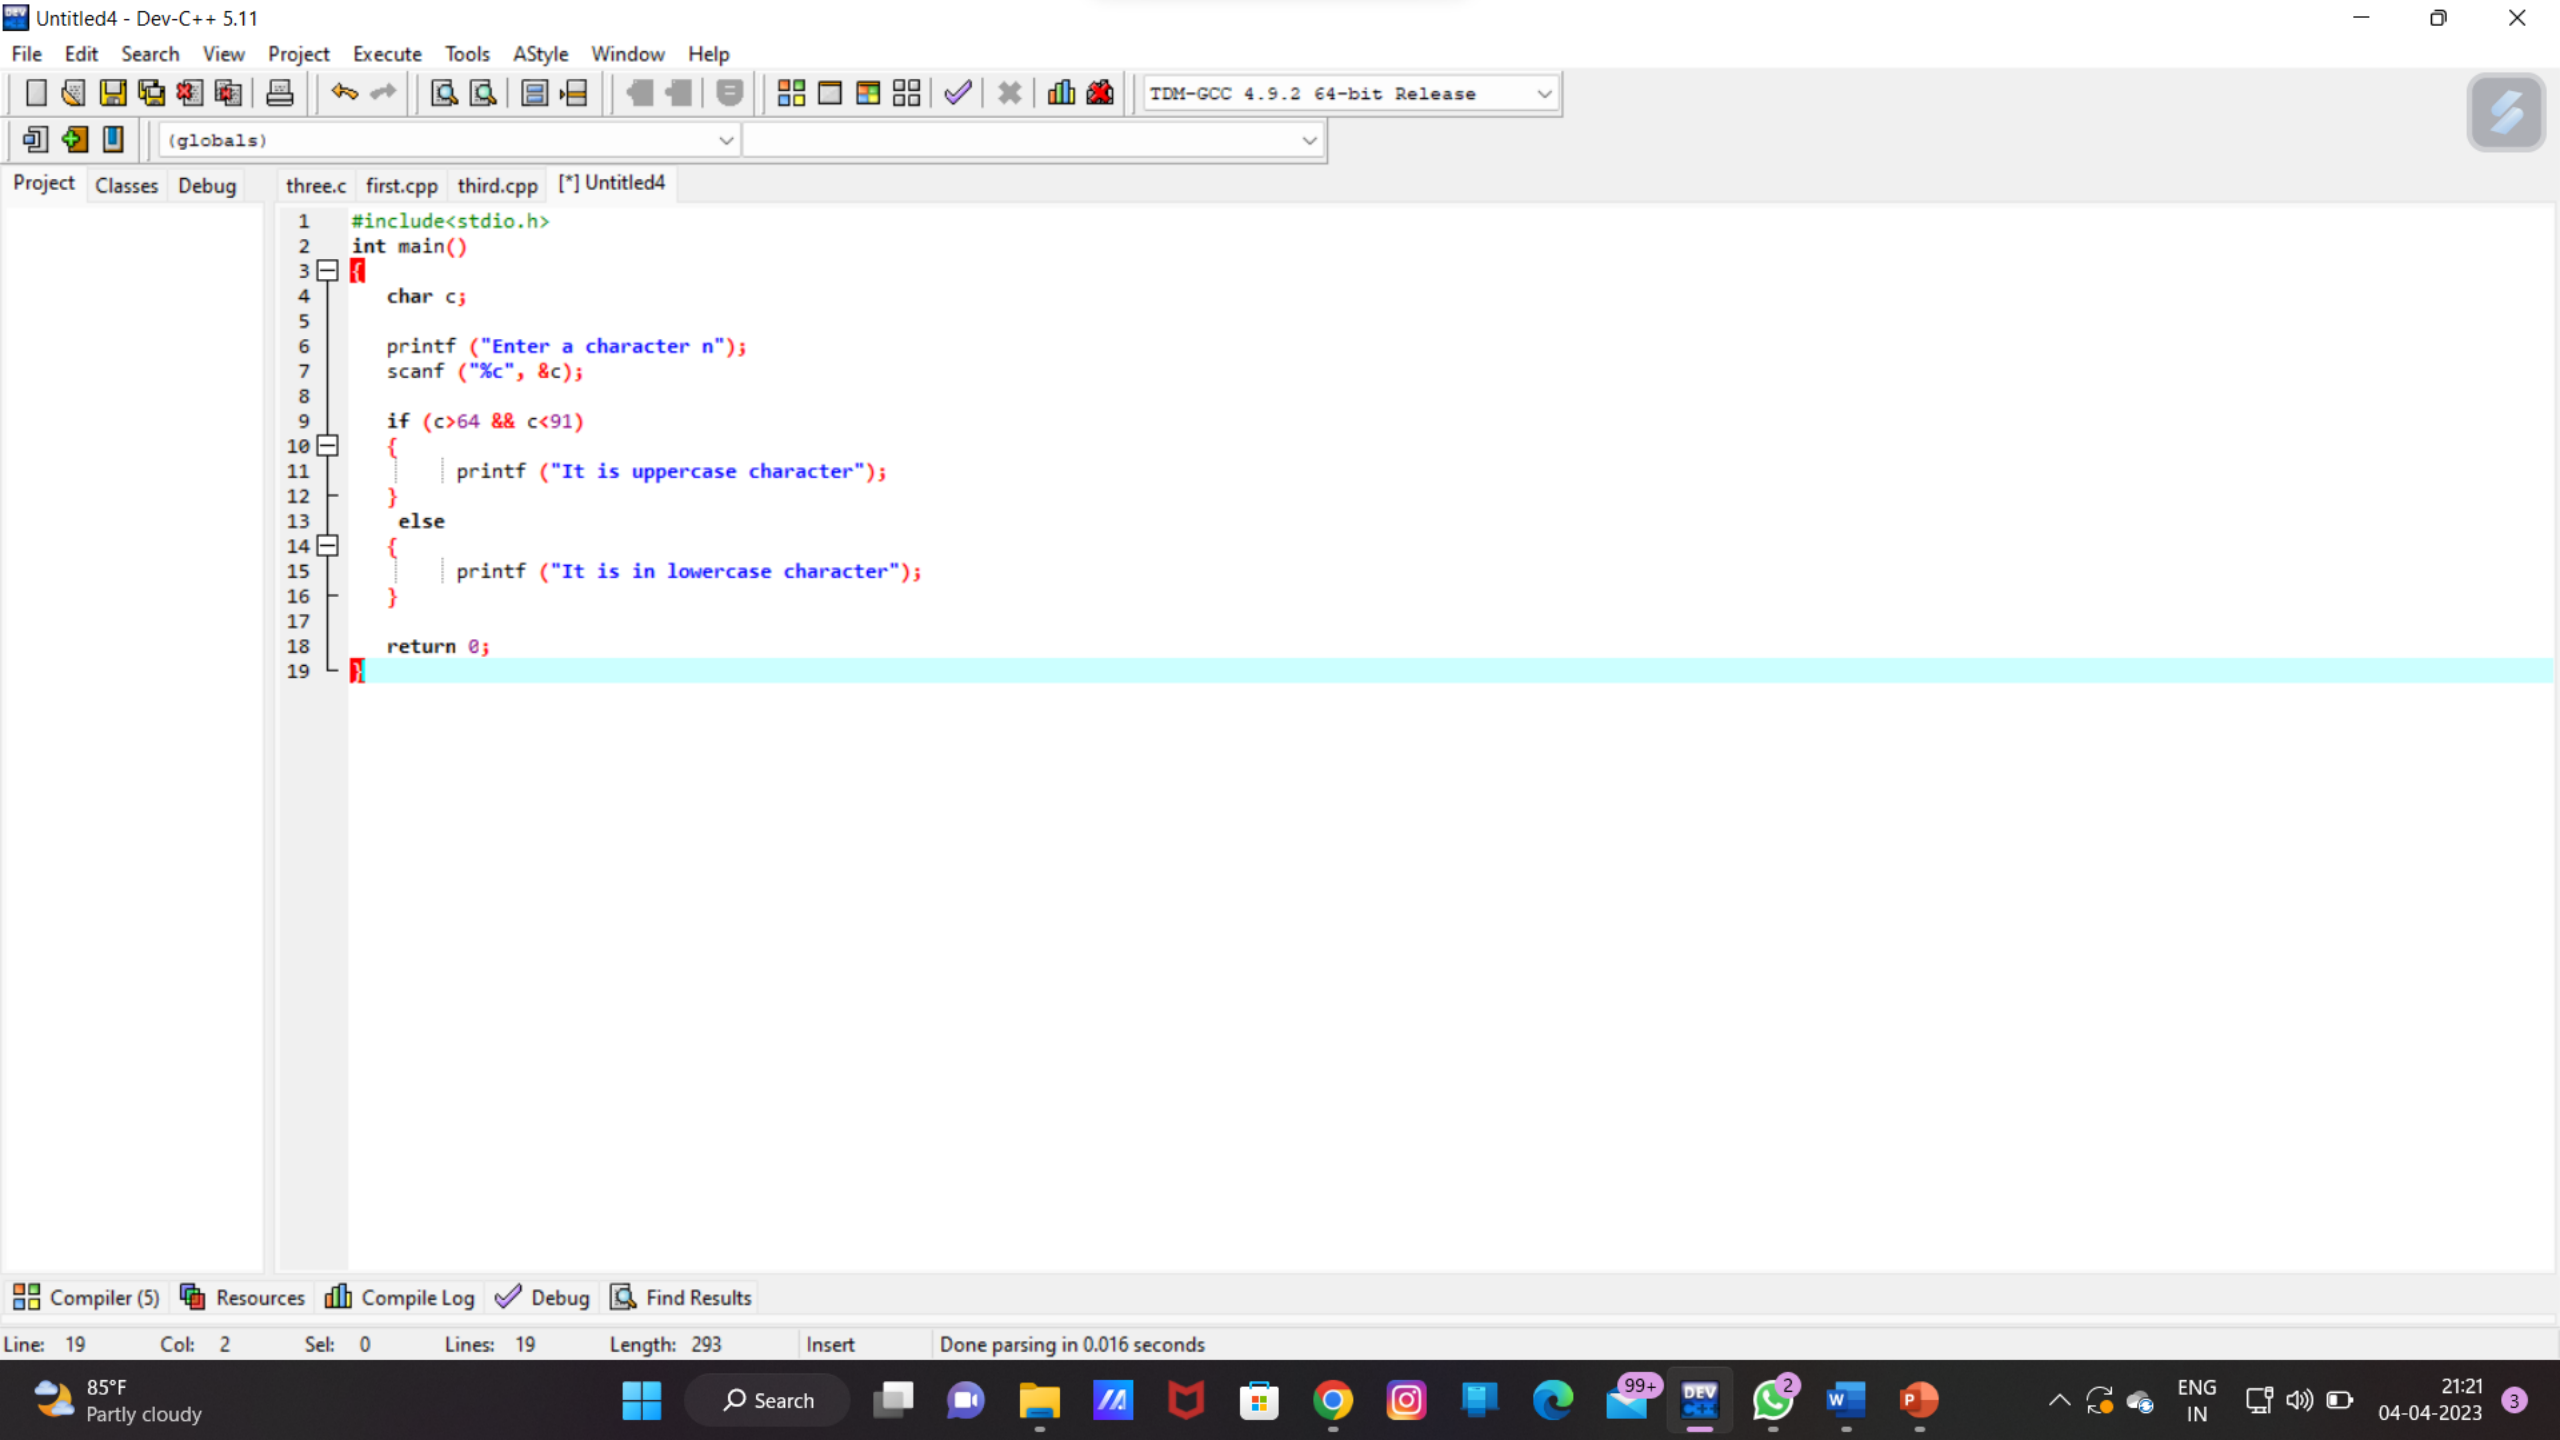 Untitled4 - Dev-C++ 5.11
File Edit Search View Project Execute Tools AStyle Window Help
TDM-GCC 4.9.2 64-bit Release
(globals)
Project Classes Debug three.c first.cpp third.cpp [*] Untitled4
1 #include<stdio.h>
2 int main()
3 {
4 char c;
5
6 printf ("Enter a character n");
7 scanf ("%c", &c);
8
9 if (c>64 && c<91)
10 {
11 printf ("It is uppercase character");
12 }
13 else
14 {
15 printf ("It is in lowercase character");
16 }
17
18 return 0;
19 }
Compiler (5) Resources Compile Log Debug Find Results
Line: 19 Col: 2 Sel: 0 Lines: 19 Length: 293 Insert Done parsing in 0.016 seconds
85°F
Partly cloudy
Search
99+
DEV
C++
2
W
P
ENG
IN
21:21
04-04-2023
3